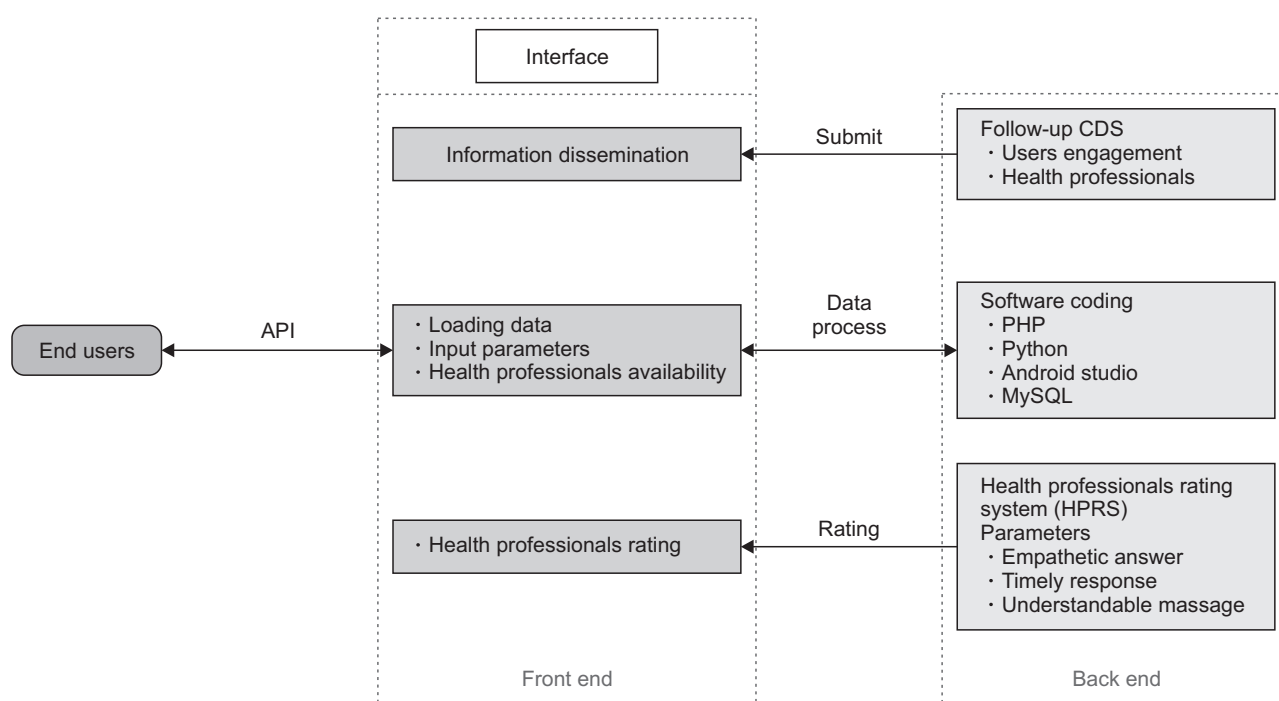 Interface
Information dissemination
Submit
Follow-up CDS
· Users engagement
· Health professionals
End users
API
· Loading data
· Input parameters
· Health professionals availability
Data
process
Software coding
· PHP
· Python
· Android studio
· MySQL
· Health professionals rating
Rating
Health professionals rating
system (HPRS)
Parameters
· Empathetic answer
· Timely response
· Understandable massage
Front end
Back end